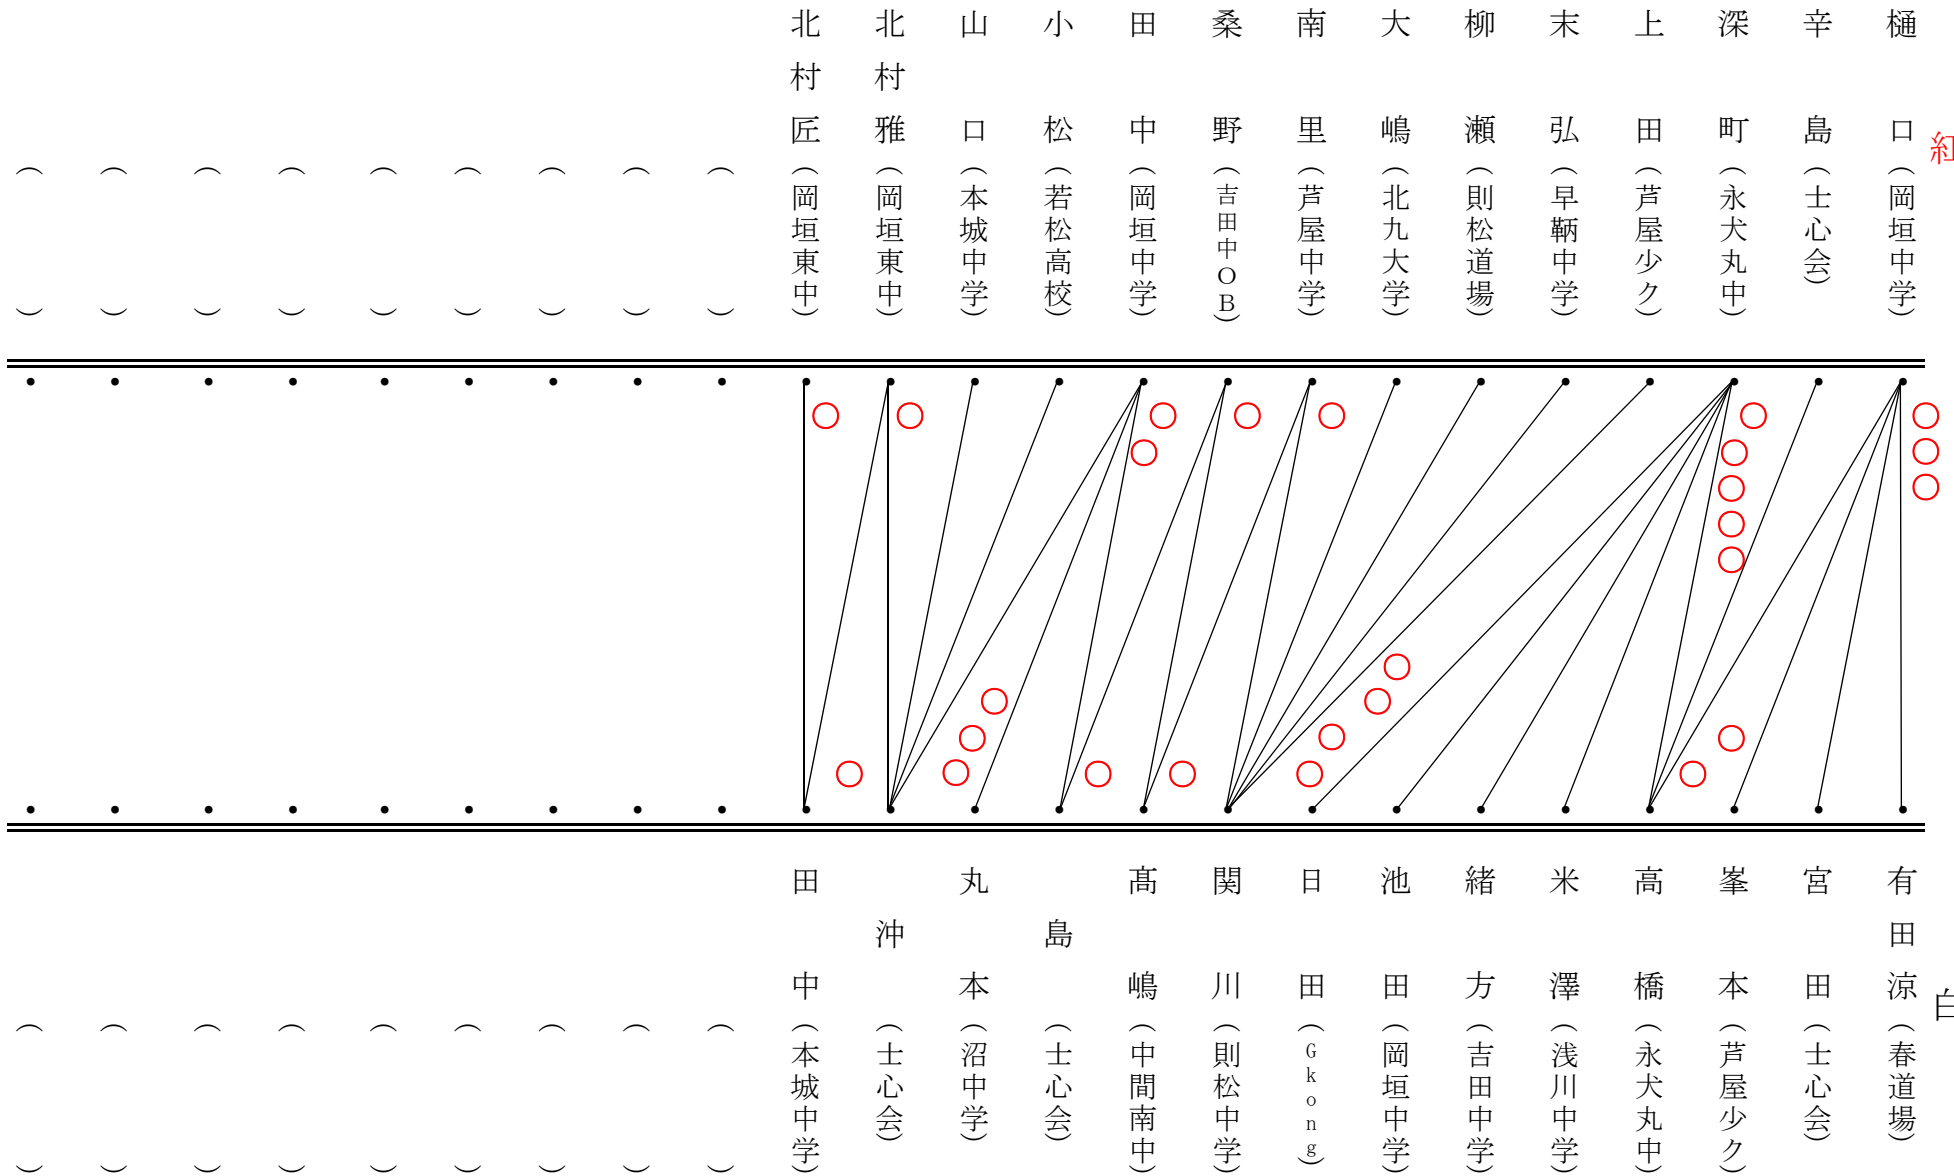 紅
樋口(岡垣中学)
辛島(士心会)
深町(永犬丸中)
上田(芦屋少ク)
末弘(早鞆中学)
柳瀬(則松道場)
大嶋(北九大学)
南里(芦屋中学)
桑野(吉田中OB)
田中(岡垣中学)
小松(若松高校)
山口(本城中学)
北村雅(岡垣東中)
北村匠(岡垣東中)
( )
( )
( )
( )
( )
( )
( )
( )
( )
白
有田涼(春道場)
宮田(士心会)
峯本(芦屋少ク)
高橋(永犬丸中)
米澤(浅川中学)
緒方(吉田中学)
池田(岡垣中学)
日田(Gkong)
関川(則松中学)
髙嶋(中間南中)
島(士心会)
丸本(沼中学)
沖(士心会)
田中(本城中学)
( )
( )
( )
( )
( )
( )
( )
( )
( )